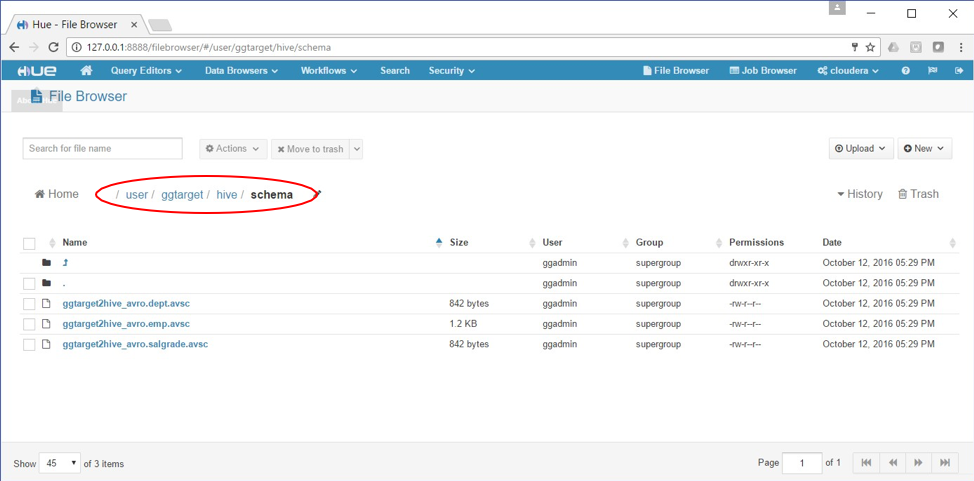 Hue - File Browser
127.0.0.1:8888/filebrowser/#/user/ggtarget/hive/schema
HUE Query Editors Data Browsers Workflows Search Security File Browser Job Browser cloudera
File Browser
Search for file name Actions Move to trash Upload New
Home / user / ggtarget / hive / schema History Trash
Name Size User Group Permissions Date
ggadmin supergroup drwxr-xr-x October 12, 2016 05:29 PM
. ggadmin supergroup drwxr-xr-x October 12, 2016 05:29 PM
ggtarget2hive_avro.dept.avsc 842 bytes ggadmin supergroup -rw-r--r-- October 12, 2016 05:29 PM
ggtarget2hive_avro.emp.avsc 1.2 KB ggadmin supergroup -rw-r--r-- October 12, 2016 05:29 PM
ggtarget2hive_avro.salgrade.avsc 842 bytes ggadmin supergroup -rw-r--r-- October 12, 2016 05:29 PM
Show 45 of 3 items Page 1 of 1